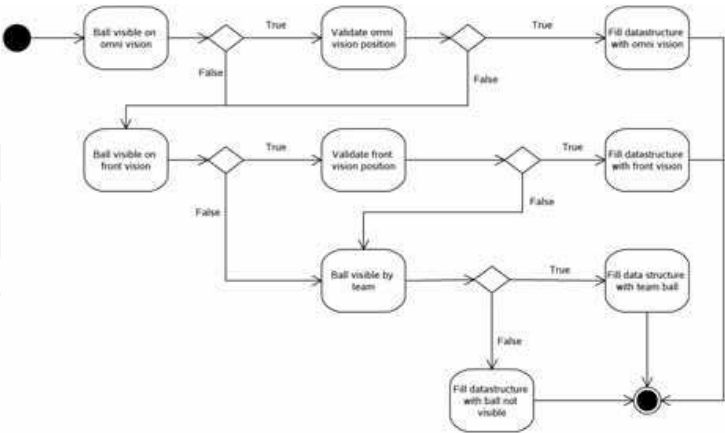 Ball visible on
omni vision
True
Validate omni
vision position
True
Fill datastructure
with omni vision
False
False
Ball visible on
front vision
True
Validate front
vision position
True
Fill datastructure
with front vision
False
False
Ball visible by
team
True
Fill data structure
with team ball
False
Fill datastructure
with ball not
visible